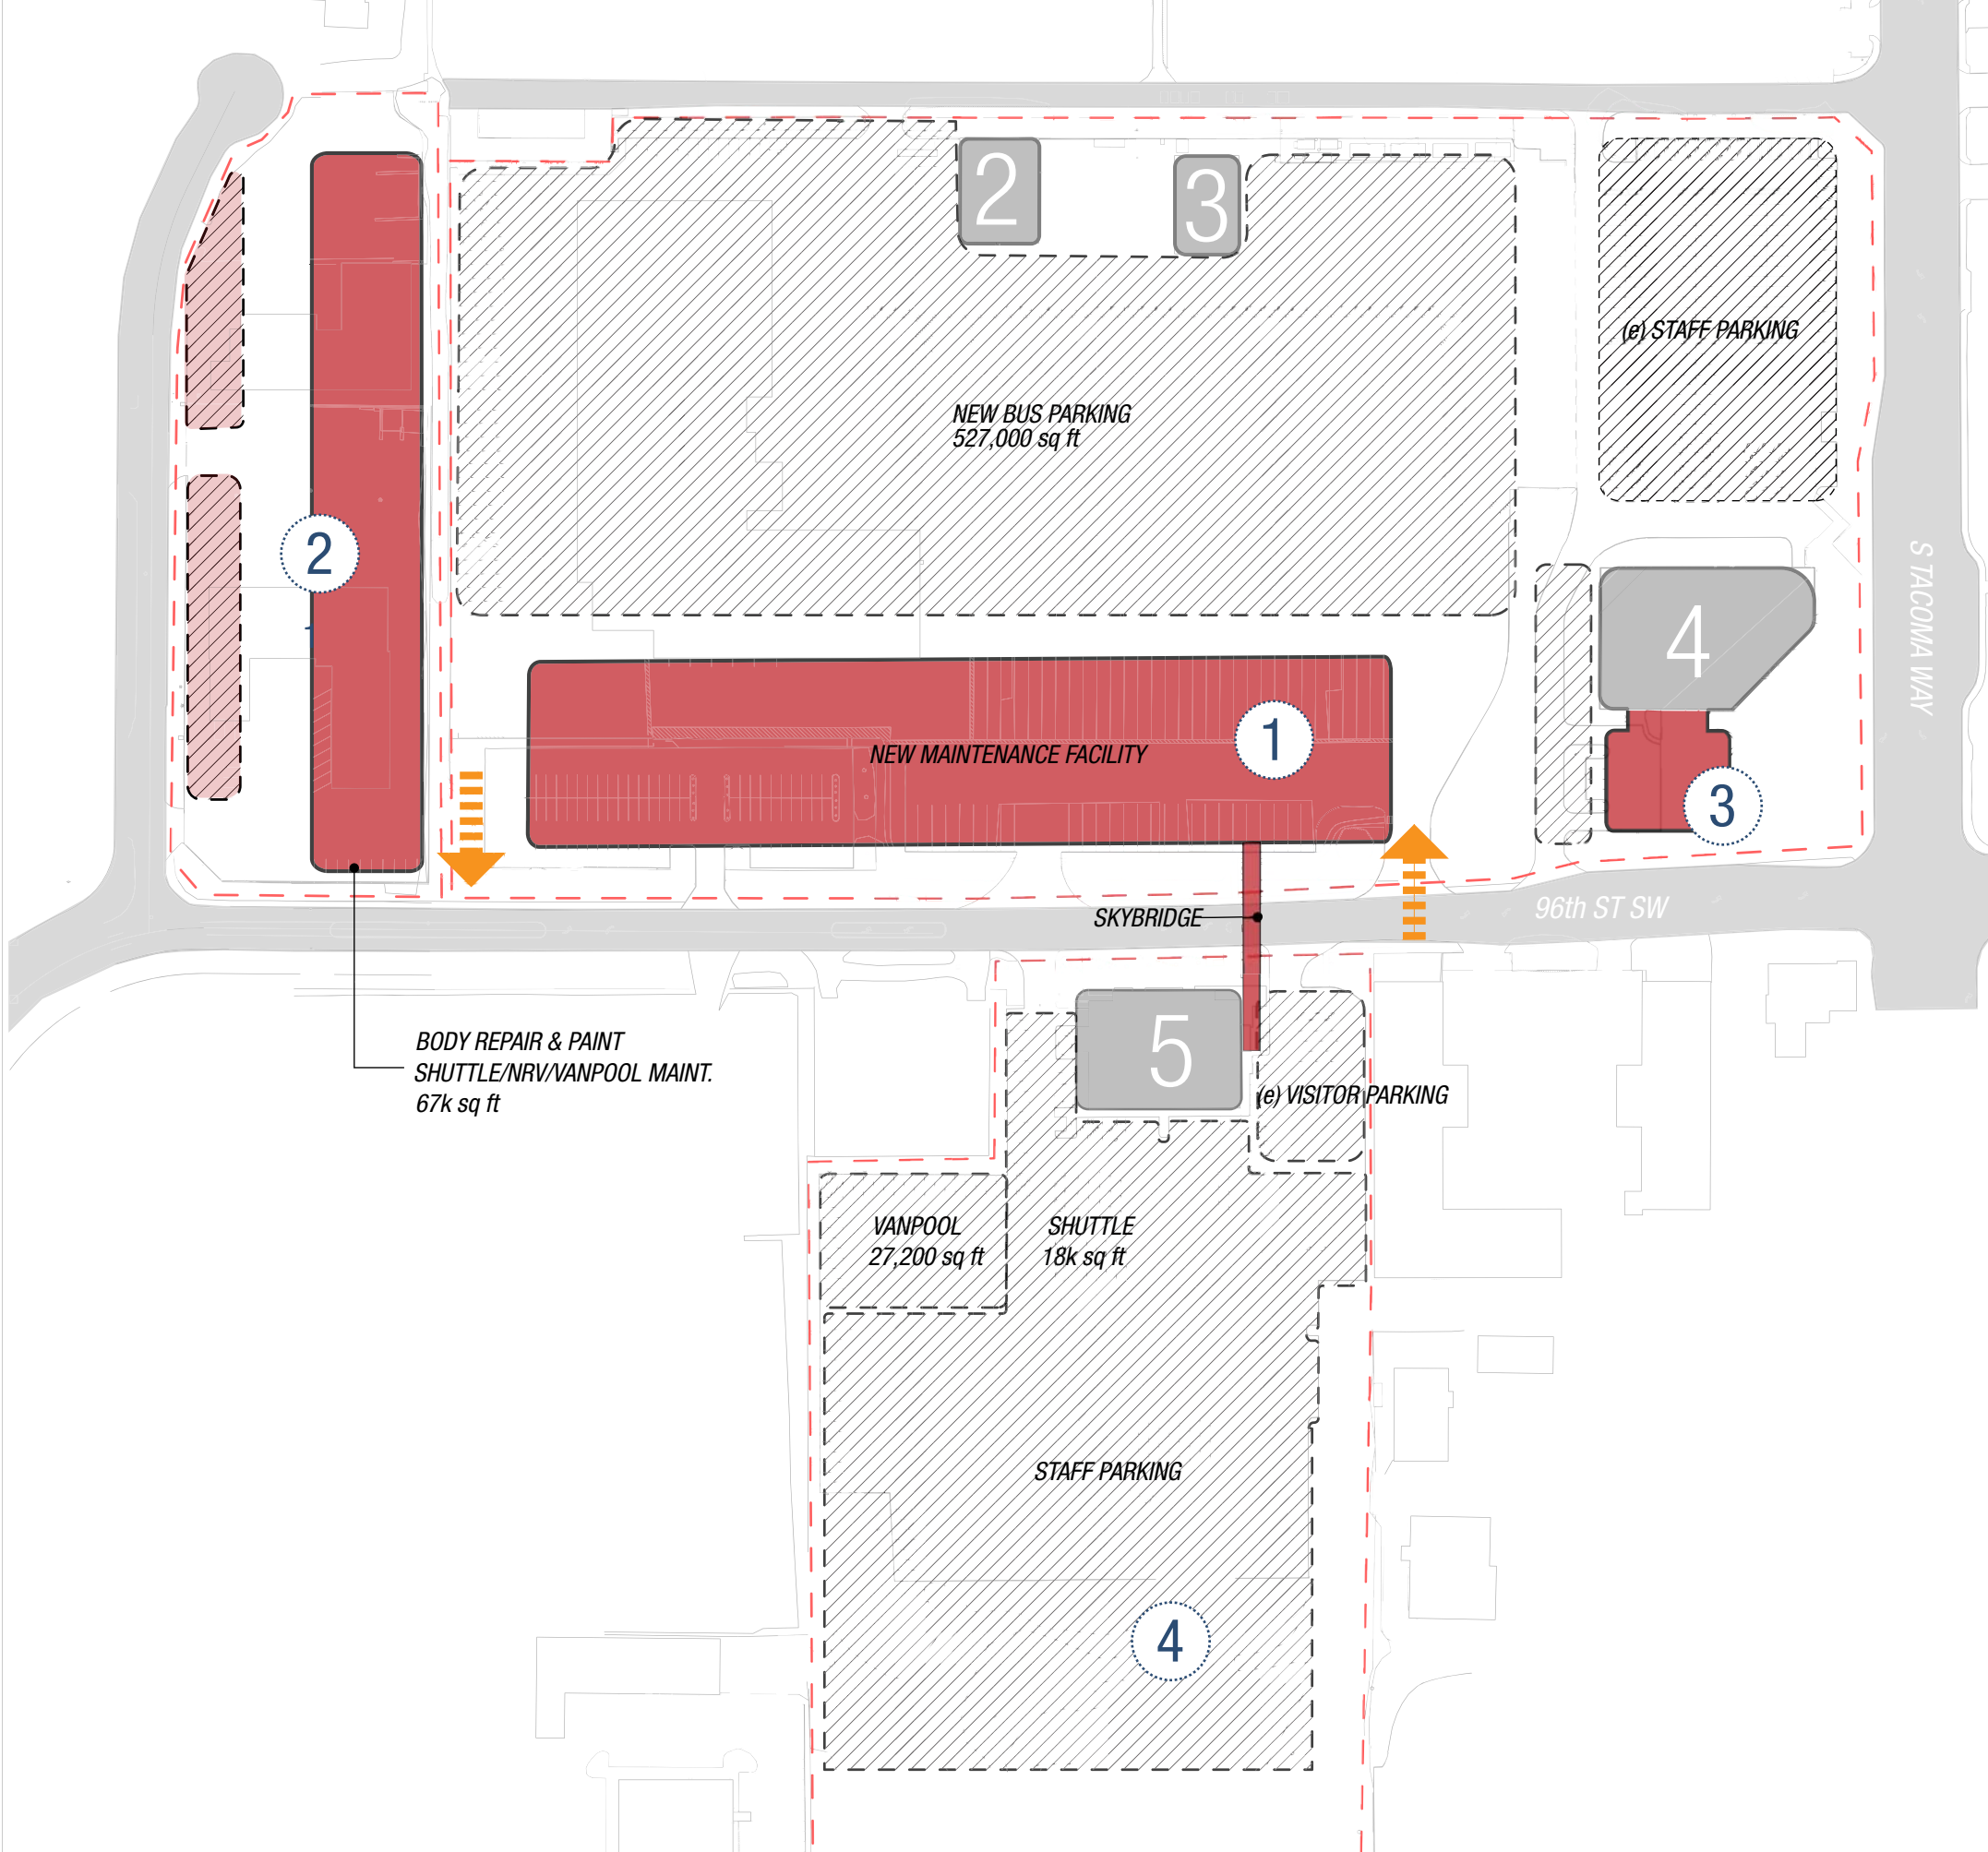 2
3
(e) STAFF PARKING
NEW BUS PARKING
527,000 sq ft
2
4
S TACOMA WAY
1
NEW MAINTENANCE FACILITY
3
SKYBRIDGE
96th ST SW
BODY REPAIR & PAINT
SHUTTLE/NRV/VANPOOL MAINT.
67k sq ft
5
(e) VISITOR PARKING
VANPOOL
27,200 sq ft
SHUTTLE
18k sq ft
STAFF PARKING
4